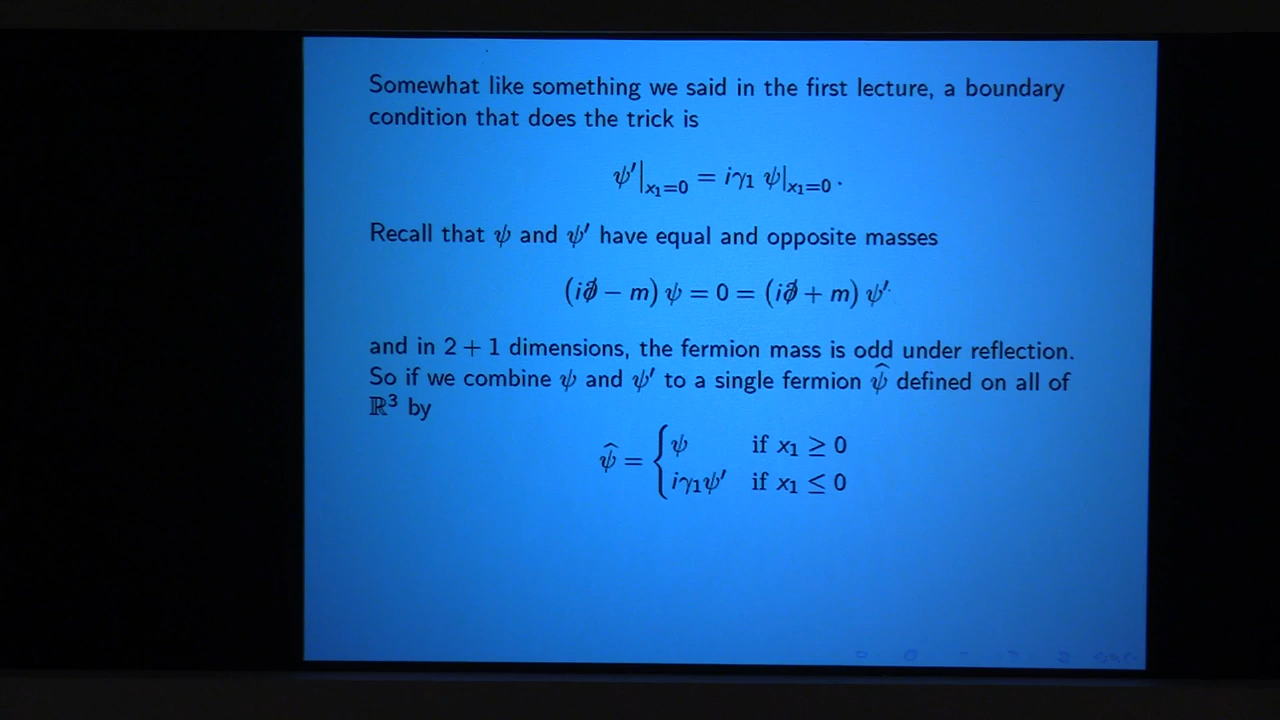 Somewhat like something we said in the first lecture, a boundary
condition that does the trick is
ψ′|x₁=0 = iγ₁ ψ|x₁=0.
Recall that ψ and ψ′ have equal and opposite masses
(i∂̸ − m) ψ = 0 = (i∂̸ + m) ψ′.
and in 2 + 1 dimensions, the fermion mass is odd under reflection.
So if we combine ψ and ψ′ to a single fermion ψ̂ defined on all of
ℝ³ by
ψ̂ = { ψ if x₁ ≥ 0
iγ₁ψ′ if x₁ ≤ 0